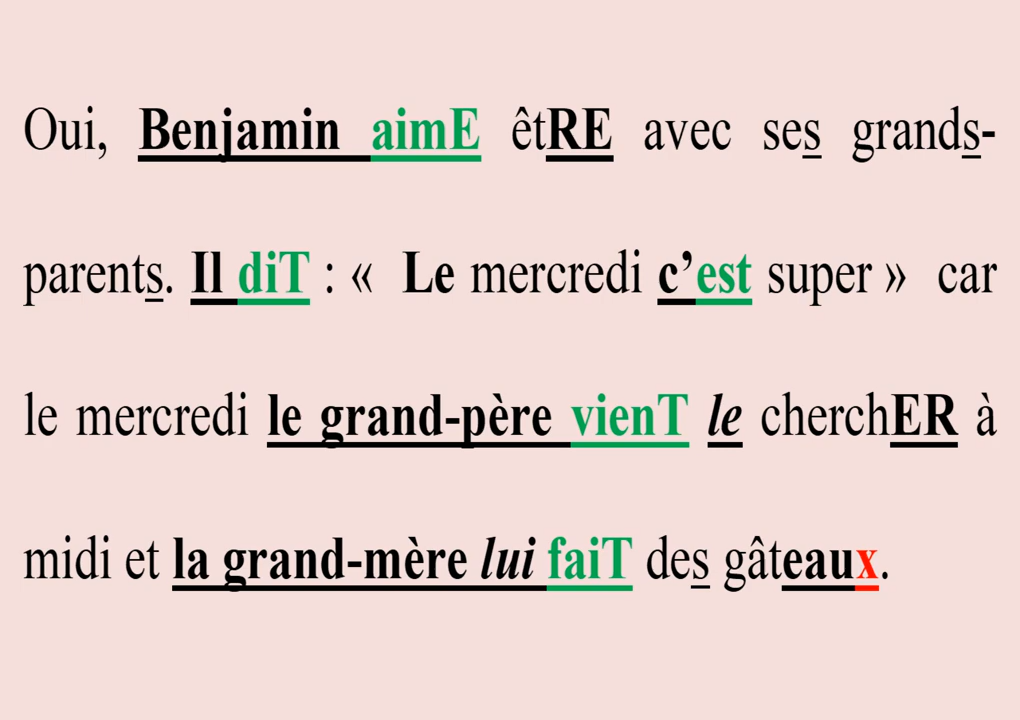 Oui, Benjamin aimE êtRE avec ses grands-
parents. Il diT : « Le mercredi c’est super » car
le mercredi le grand-père vienT le cherchER à
midi et la grand-mère lui faiT des gâteaux.